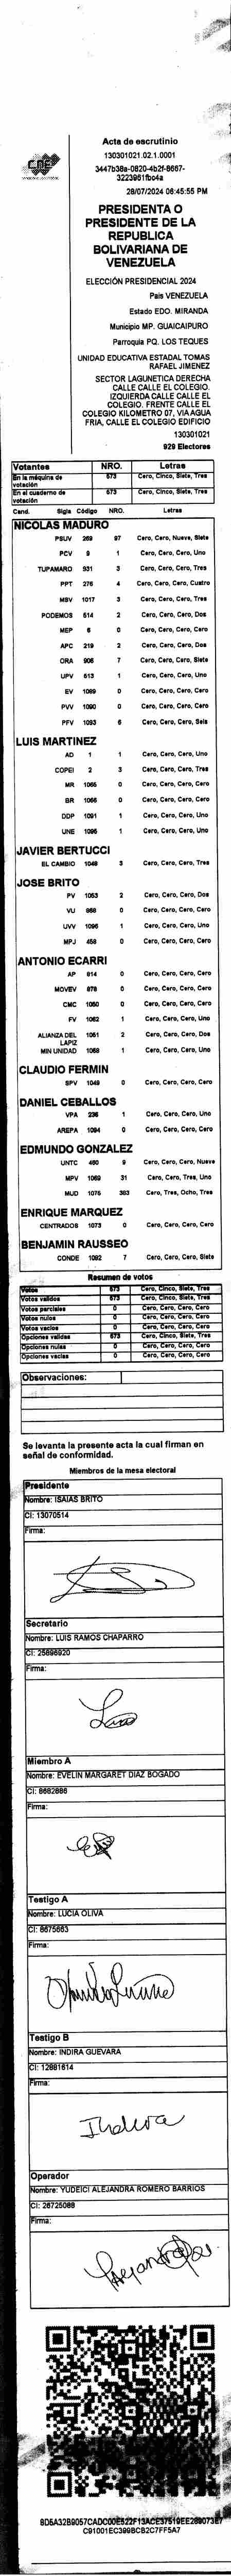 CNE
Acta de escrutinio
130301021.02.1.0001
3447b38a-0820-4b2f-8667-
3223961fbc4a
28/07/2024 06:45:55 PM
PRESIDENTA O
PRESIDENTE DE LA
REPUBLICA
BOLIVARIANA DE
VENEZUELA
ELECCIÓN PRESIDENCIAL 2024
Pais VENEZUELA
Estado EDO. MIRANDA
Municipio MP. GUAICAIPURO
Parroquia PQ. LOS TEQUES
UNIDAD EDUCATIVA ESTADAL TOMAS
RAFAEL JIMENEZ
SECTOR LAGUNETICA DERECHA
CALLE CALLE EL COLEGIO.
IZQUIERDA CALLE EL
COLEGIO. FRENTE CALLE EL
COLEGIO KILOMETRO 07, VIA AGUA
FRIA, CALLE EL COLEGIO EDIFICIO
130301021
929 Electores
Votantes NRO. Letras
En la máquina de votación 573 Cero, Cinco, Siete, Tres
En el cuaderno de votación 573 Cero, Cinco, Siete, Tres
Cand. Sigla Código NRO. Letras
NICOLAS MADURO
PSUV 269 97 Cero, Cero, Nueve, Siete
PCV 9 1 Cero, Cero, Cero, Uno
TUPAMARO 531 3 Cero, Cero, Cero, Tres
PPT 276 4 Cero, Cero, Cero, Cuatro
MSV 1017 3 Cero, Cero, Cero, Tres
PODEMOS 514 2 Cero, Cero, Cero, Dos
MEP 6 0 Cero, Cero, Cero, Cero
APC 219 2 Cero, Cero, Cero, Dos
ORA 906 7 Cero, Cero, Cero, Siete
UPV 513 1 Cero, Cero, Cero, Uno
EV 1089 0 Cero, Cero, Cero, Cero
PVV 1090 0 Cero, Cero, Cero, Cero
PFV 1093 6 Cero, Cero, Cero, Seis
LUIS MARTINEZ
AD 1 1 Cero, Cero, Cero, Uno
COPEI 2 3 Cero, Cero, Cero, Tres
MR 1065 0 Cero, Cero, Cero, Cero
BR 1066 0 Cero, Cero, Cero, Cero
DDP 1091 1 Cero, Cero, Cero, Uno
UNE 1095 1 Cero, Cero, Cero, Uno
JAVIER BERTUCCI
EL CAMBIO 1048 3 Cero, Cero, Cero, Tres
JOSE BRITO
PV 1053 2 Cero, Cero, Cero, Dos
VU 868 0 Cero, Cero, Cero, Cero
UVV 1096 1 Cero, Cero, Cero, Uno
MPJ 458 0 Cero, Cero, Cero, Cero
ANTONIO ECARRI
AP 814 0 Cero, Cero, Cero, Cero
MOVEV 878 0 Cero, Cero, Cero, Cero
CMC 1050 0 Cero, Cero, Cero, Cero
FV 1062 1 Cero, Cero, Cero, Uno
ALIANZA DEL LAPIZ 1051 2 Cero, Cero, Cero, Dos
MIN UNIDAD 1068 1 Cero, Cero, Cero, Uno
CLAUDIO FERMIN
SPV 1049 0 Cero, Cero, Cero, Cero
DANIEL CEBALLOS
VPA 236 1 Cero, Cero, Cero, Uno
AREPA 1094 0 Cero, Cero, Cero, Cero
EDMUNDO GONZALEZ
UNTC 460 9 Cero, Cero, Cero, Nueve
MPV 1069 31 Cero, Cero, Tres, Uno
MUD 1075 383 Cero, Tres, Ocho, Tres
ENRIQUE MARQUEZ
CENTRADOS 1073 0 Cero, Cero, Cero, Cero
BENJAMIN RAUSSEO
CONDE 1092 7 Cero, Cero, Cero, Siete
Resumen de votos
Votos 573 Cero, Cinco, Siete, Tres
Votos validos 573 Cero, Cinco, Siete, Tres
Votos parciales 0 Cero, Cero, Cero, Cero
Votos nulos 0 Cero, Cero, Cero, Cero
Votos vacios 0 Cero, Cero, Cero, Cero
Opciones validas 573 Cero, Cinco, Siete, Tres
Opciones nulas 0 Cero, Cero, Cero, Cero
Opciones vacias 0 Cero, Cero, Cero, Cero
Observaciones:
Se levanta la presente acta la cual firman en
señal de conformidad.
Miembros de la mesa electoral
Presidente
Nombre: ISAIAS BRITO
CI: 13070514
Firma:
Secretario
Nombre: LUIS RAMOS CHAPARRO
CI: 25696920
Firma:
Miembro A
Nombre: EVELIN MARGARET DIAZ BOGADO
CI: 8682886
Firma:
Testigo A
Nombre: LUCIA OLIVA
CI: 6675663
Firma:
Testigo B
Nombre: INDIRA GUEVARA
CI: 12881614
Firma:
Indira
Operador
Nombre: YUDEICI ALEJANDRA ROMERO BARRIOS
CI: 26725088
Firma: